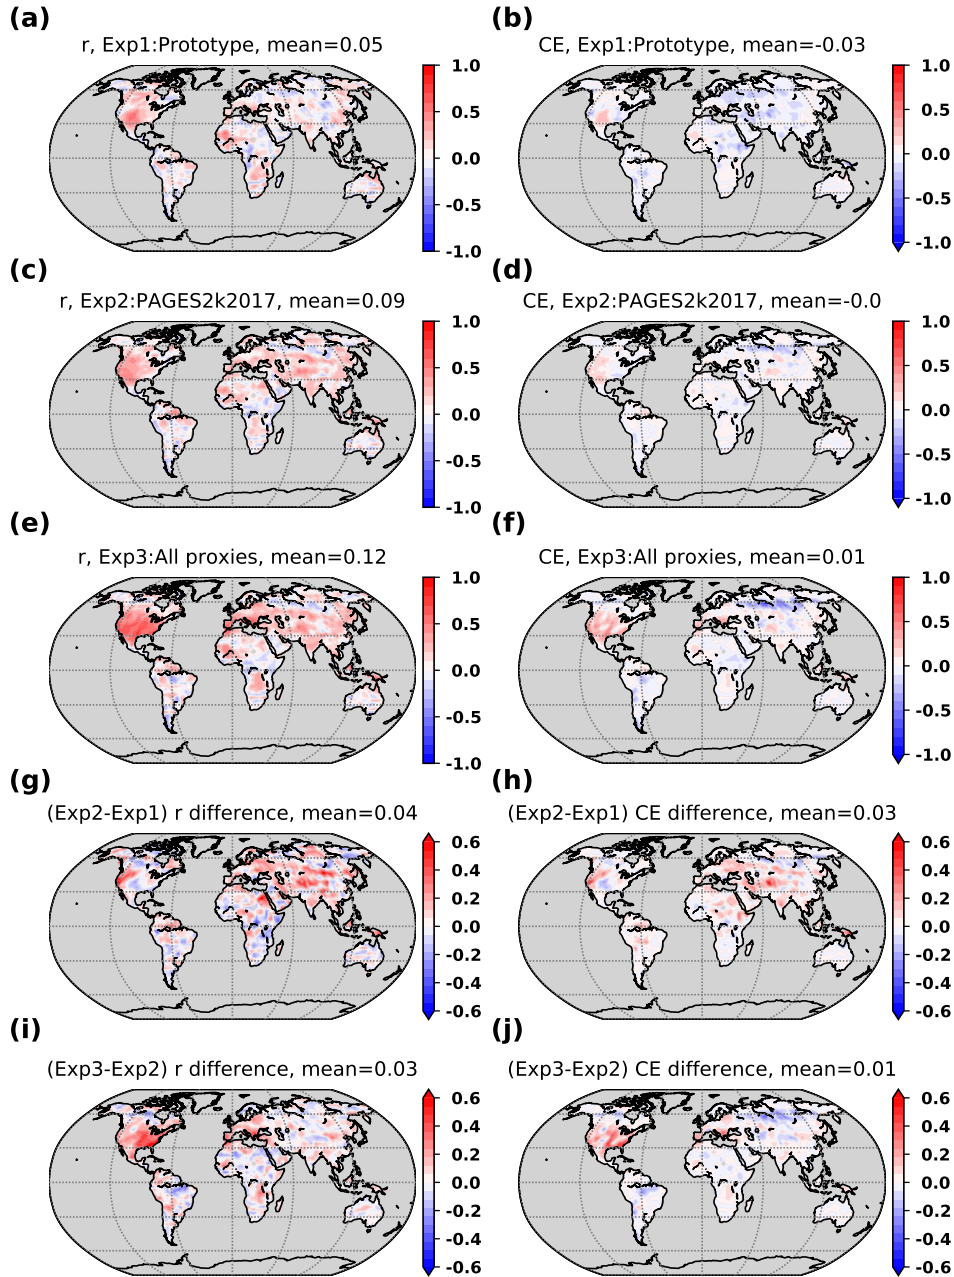 (a)
r, Exp1:Prototype, mean=0.05
1.0
0.5
0.0
-0.5
-1.0
(b)
CE, Exp1:Prototype, mean=-0.03
1.0
0.5
0.0
-0.5
-1.0
(c)
r, Exp2:PAGES2k2017, mean=0.09
1.0
0.5
0.0
-0.5
-1.0
(d)
CE, Exp2:PAGES2k2017, mean=-0.0
1.0
0.5
0.0
-0.5
-1.0
(e)
r, Exp3:All proxies, mean=0.12
1.0
0.5
0.0
-0.5
-1.0
(f)
CE, Exp3:All proxies, mean=0.01
1.0
0.5
0.0
-0.5
-1.0
(g)
(Exp2-Exp1) r difference, mean=0.04
0.6
0.4
0.2
0.0
-0.2
-0.4
-0.6
(h)
(Exp2-Exp1) CE difference, mean=0.03
0.6
0.4
0.2
0.0
-0.2
-0.4
-0.6
(i)
(Exp3-Exp2) r difference, mean=0.03
0.6
0.4
0.2
0.0
-0.2
-0.4
-0.6
(j)
(Exp3-Exp2) CE difference, mean=0.01
0.6
0.4
0.2
0.0
-0.2
-0.4
-0.6